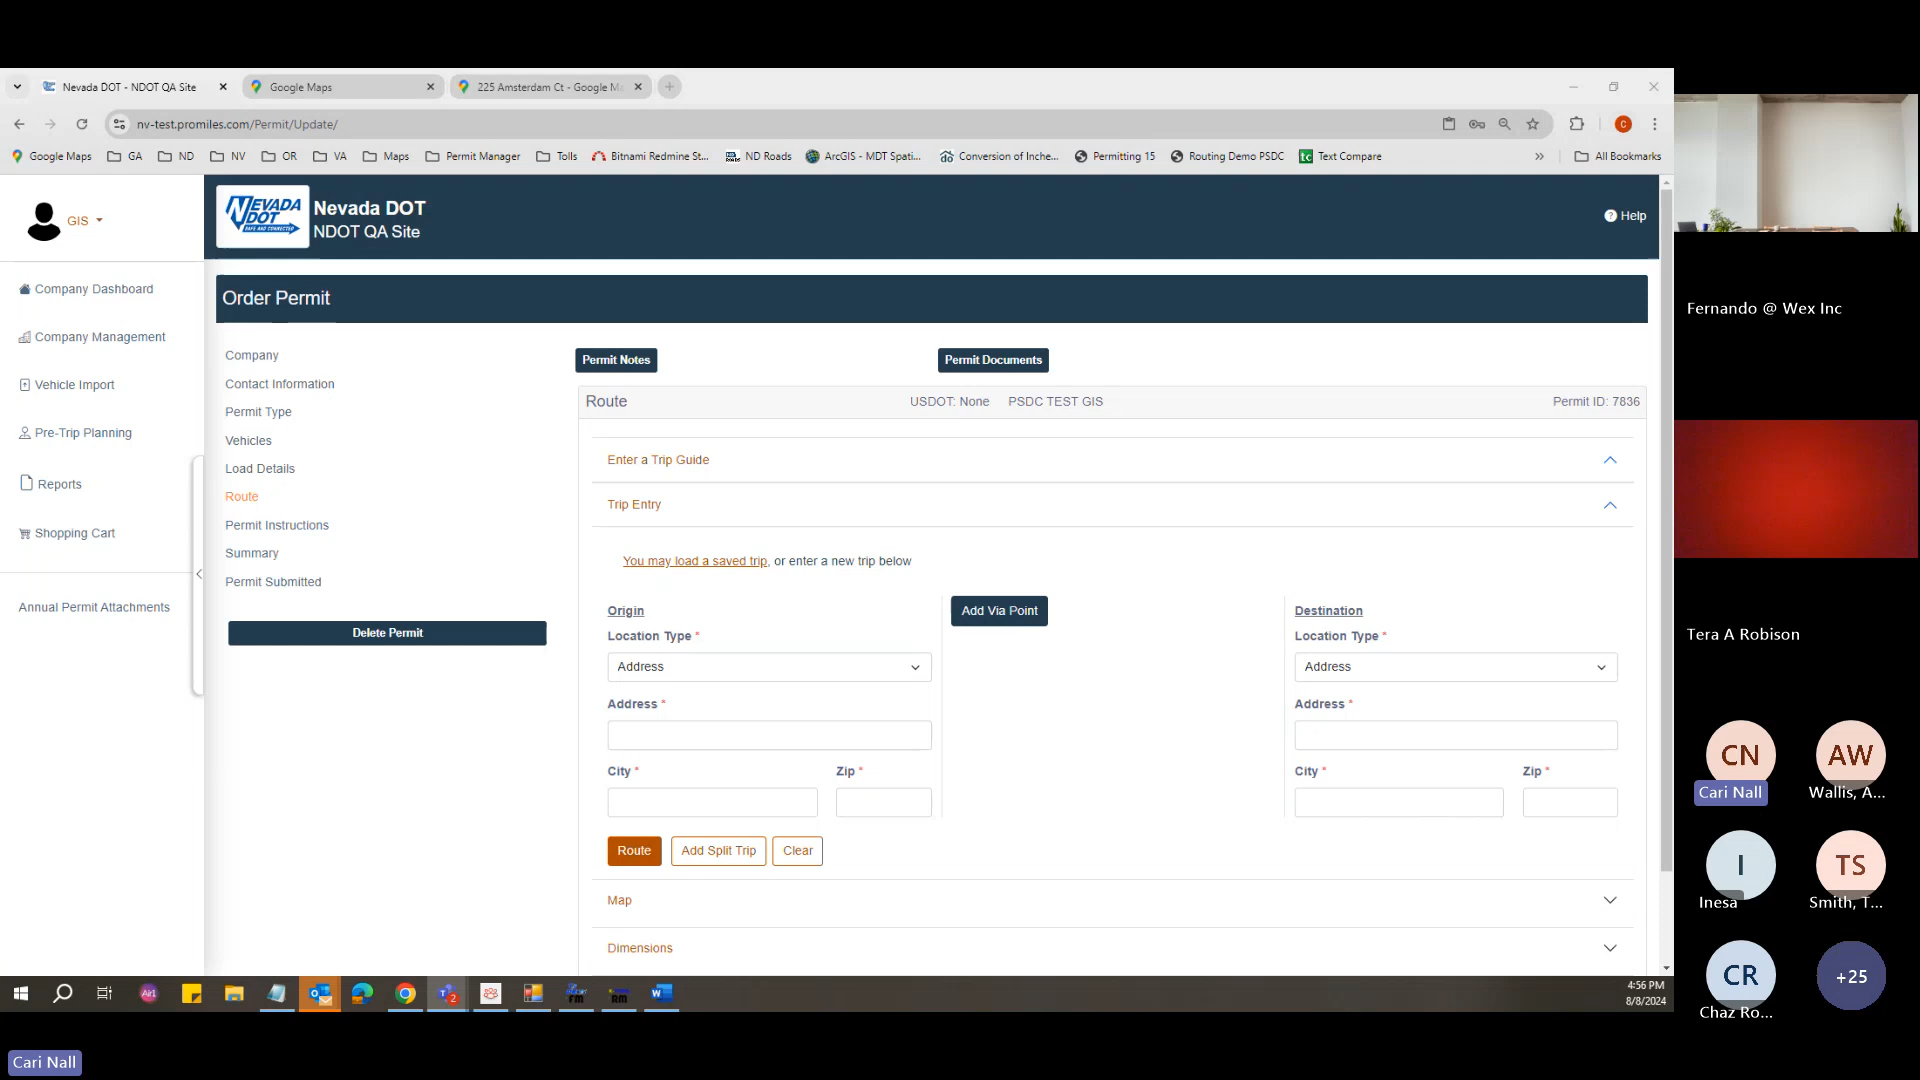 Nevada DOT - NDOT QA Site
Google Maps
225 Amsterdam Ct - Google M
nv-test.promiles.com/Permit/Update/
C
Google Maps
GA
ND
NV
OR
VA
Maps
Permit Manager
Tolls
Bitnami Redmine St...
ND Roads
ArcGIS - MDT Spati...
Conversion of Inche...
Permitting 15
Routing Demo PSDC
tc Text Compare
All Bookmarks
GIS
NEVADA DOT
SAFE AND CONNECTED
Nevada DOT
NDOT QA Site
Help
Company Dashboard
Company Management
Vehicle Import
Pre-Trip Planning
Reports
Shopping Cart
Annual Permit Attachments
Order Permit
Company
Contact Information
Permit Type
Vehicles
Load Details
Route
Permit Instructions
Summary
Permit Submitted
Delete Permit
Permit Notes
Permit Documents
Route
USDOT: None
PSDC TEST GIS
Permit ID: 7836
Enter a Trip Guide
Trip Entry
You may load a saved trip, or enter a new trip below
Origin
Location Type *
Address
Address *
City *
Zip *
Add Via Point
Destination
Location Type *
Address
Address *
City *
Zip *
Route
Add Split Trip
Clear
Map
Dimensions
4:56 PM
8/8/2024
Fernando @ Wex Inc
Tera A Robison
CN
Cari Nall
AW
Wallis, A...
I
Inesa
TS
Smith, T...
CR
Chaz Ro...
+25
Cari Nall